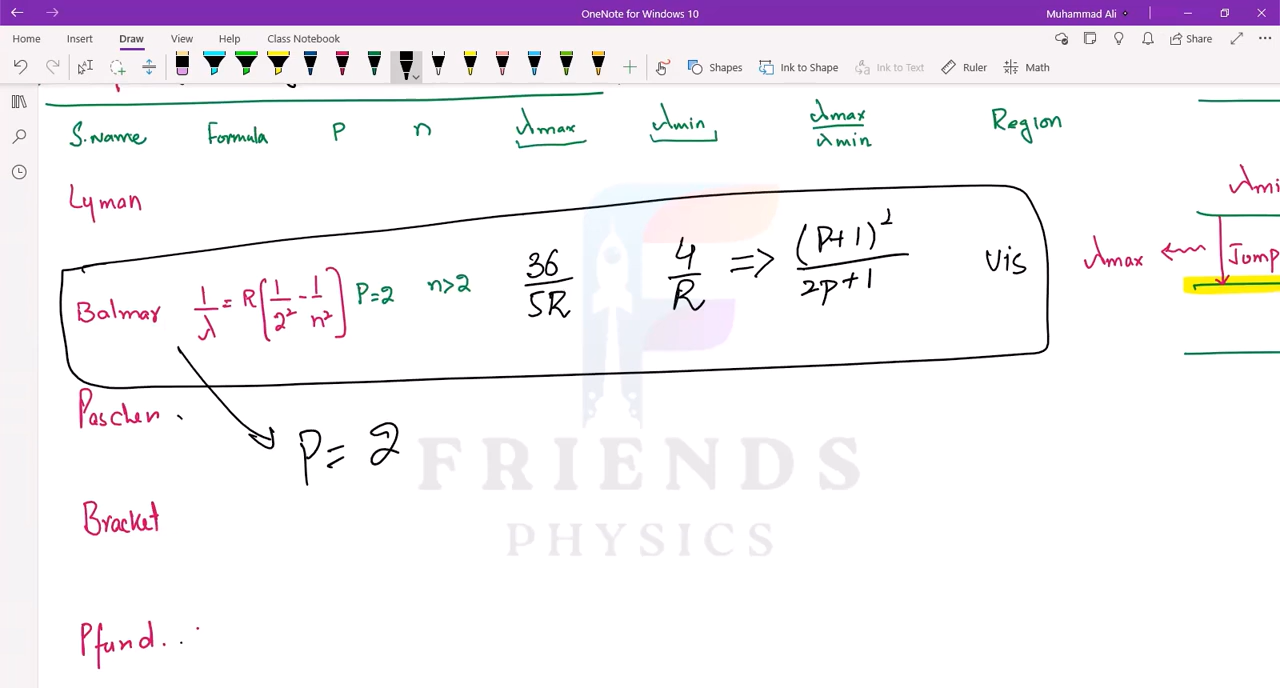 OneNote for Windows 10
Muhammad Ali
Home Insert Draw View Help Class Notebook
Share
Shapes Ink to Shape Ink to Text Ruler Math
S.name Formula P n λmax λmin λmax/λmin Region
Lyman
λmax
Balmar 1/λ = R[1/2² - 1/n²] P=2 n>2 36/5R 4/R => (P+1)²/2p+1 Vis
Paschen
P= 2
FRIENDS
PHYSICS
Bracket
Pfund